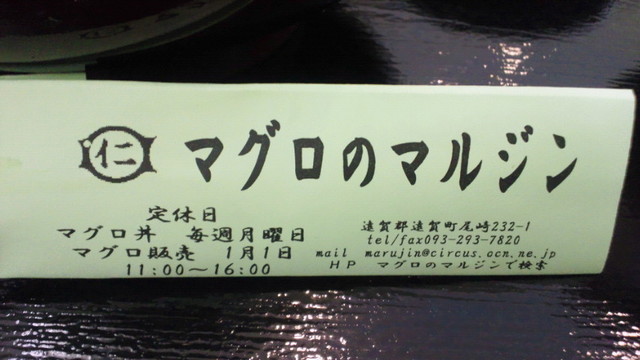 仁 マグロのマルジン
定休日
マグロ丼 毎週月曜日
マグロ販売 1月1日
11:00～16:00
遠賀郡遠賀町尾崎232-1
tel/fax093-293-7820
mail marujin@circus.ocn.ne.jp
HP マグロのマルジンで検索